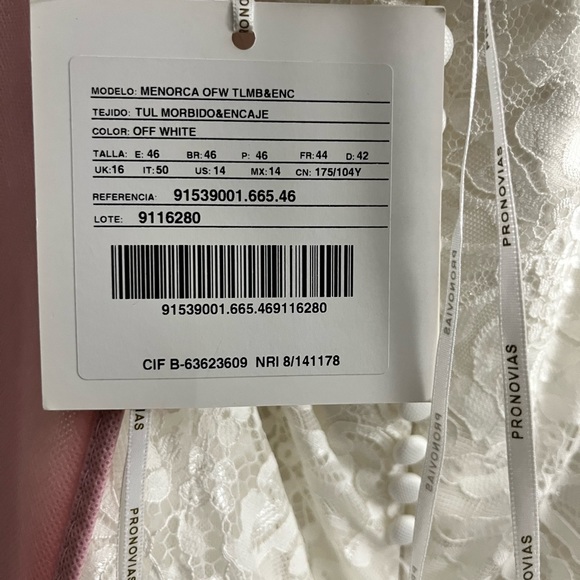 MODELO: MENORCA OFW TLMB&ENC
TEJIDO: TUL MORBIDO&ENCAJE
COLOR: OFF WHITE
TALLA: E: 46 BR: 46 P: 46 FR: 44 D: 42
UK:16 IT:50 US: 14 MX: 14 CN: 175/104Y
REFERENCIA: 91539001.665.46
LOTE: 9116280
91539001.665.469116280
CIF B-63623609 NRI 8/141178
PRONOVIAS
PRONOVIAS
PRONOVIAS
PRONOVIAS
PRONOVIAS